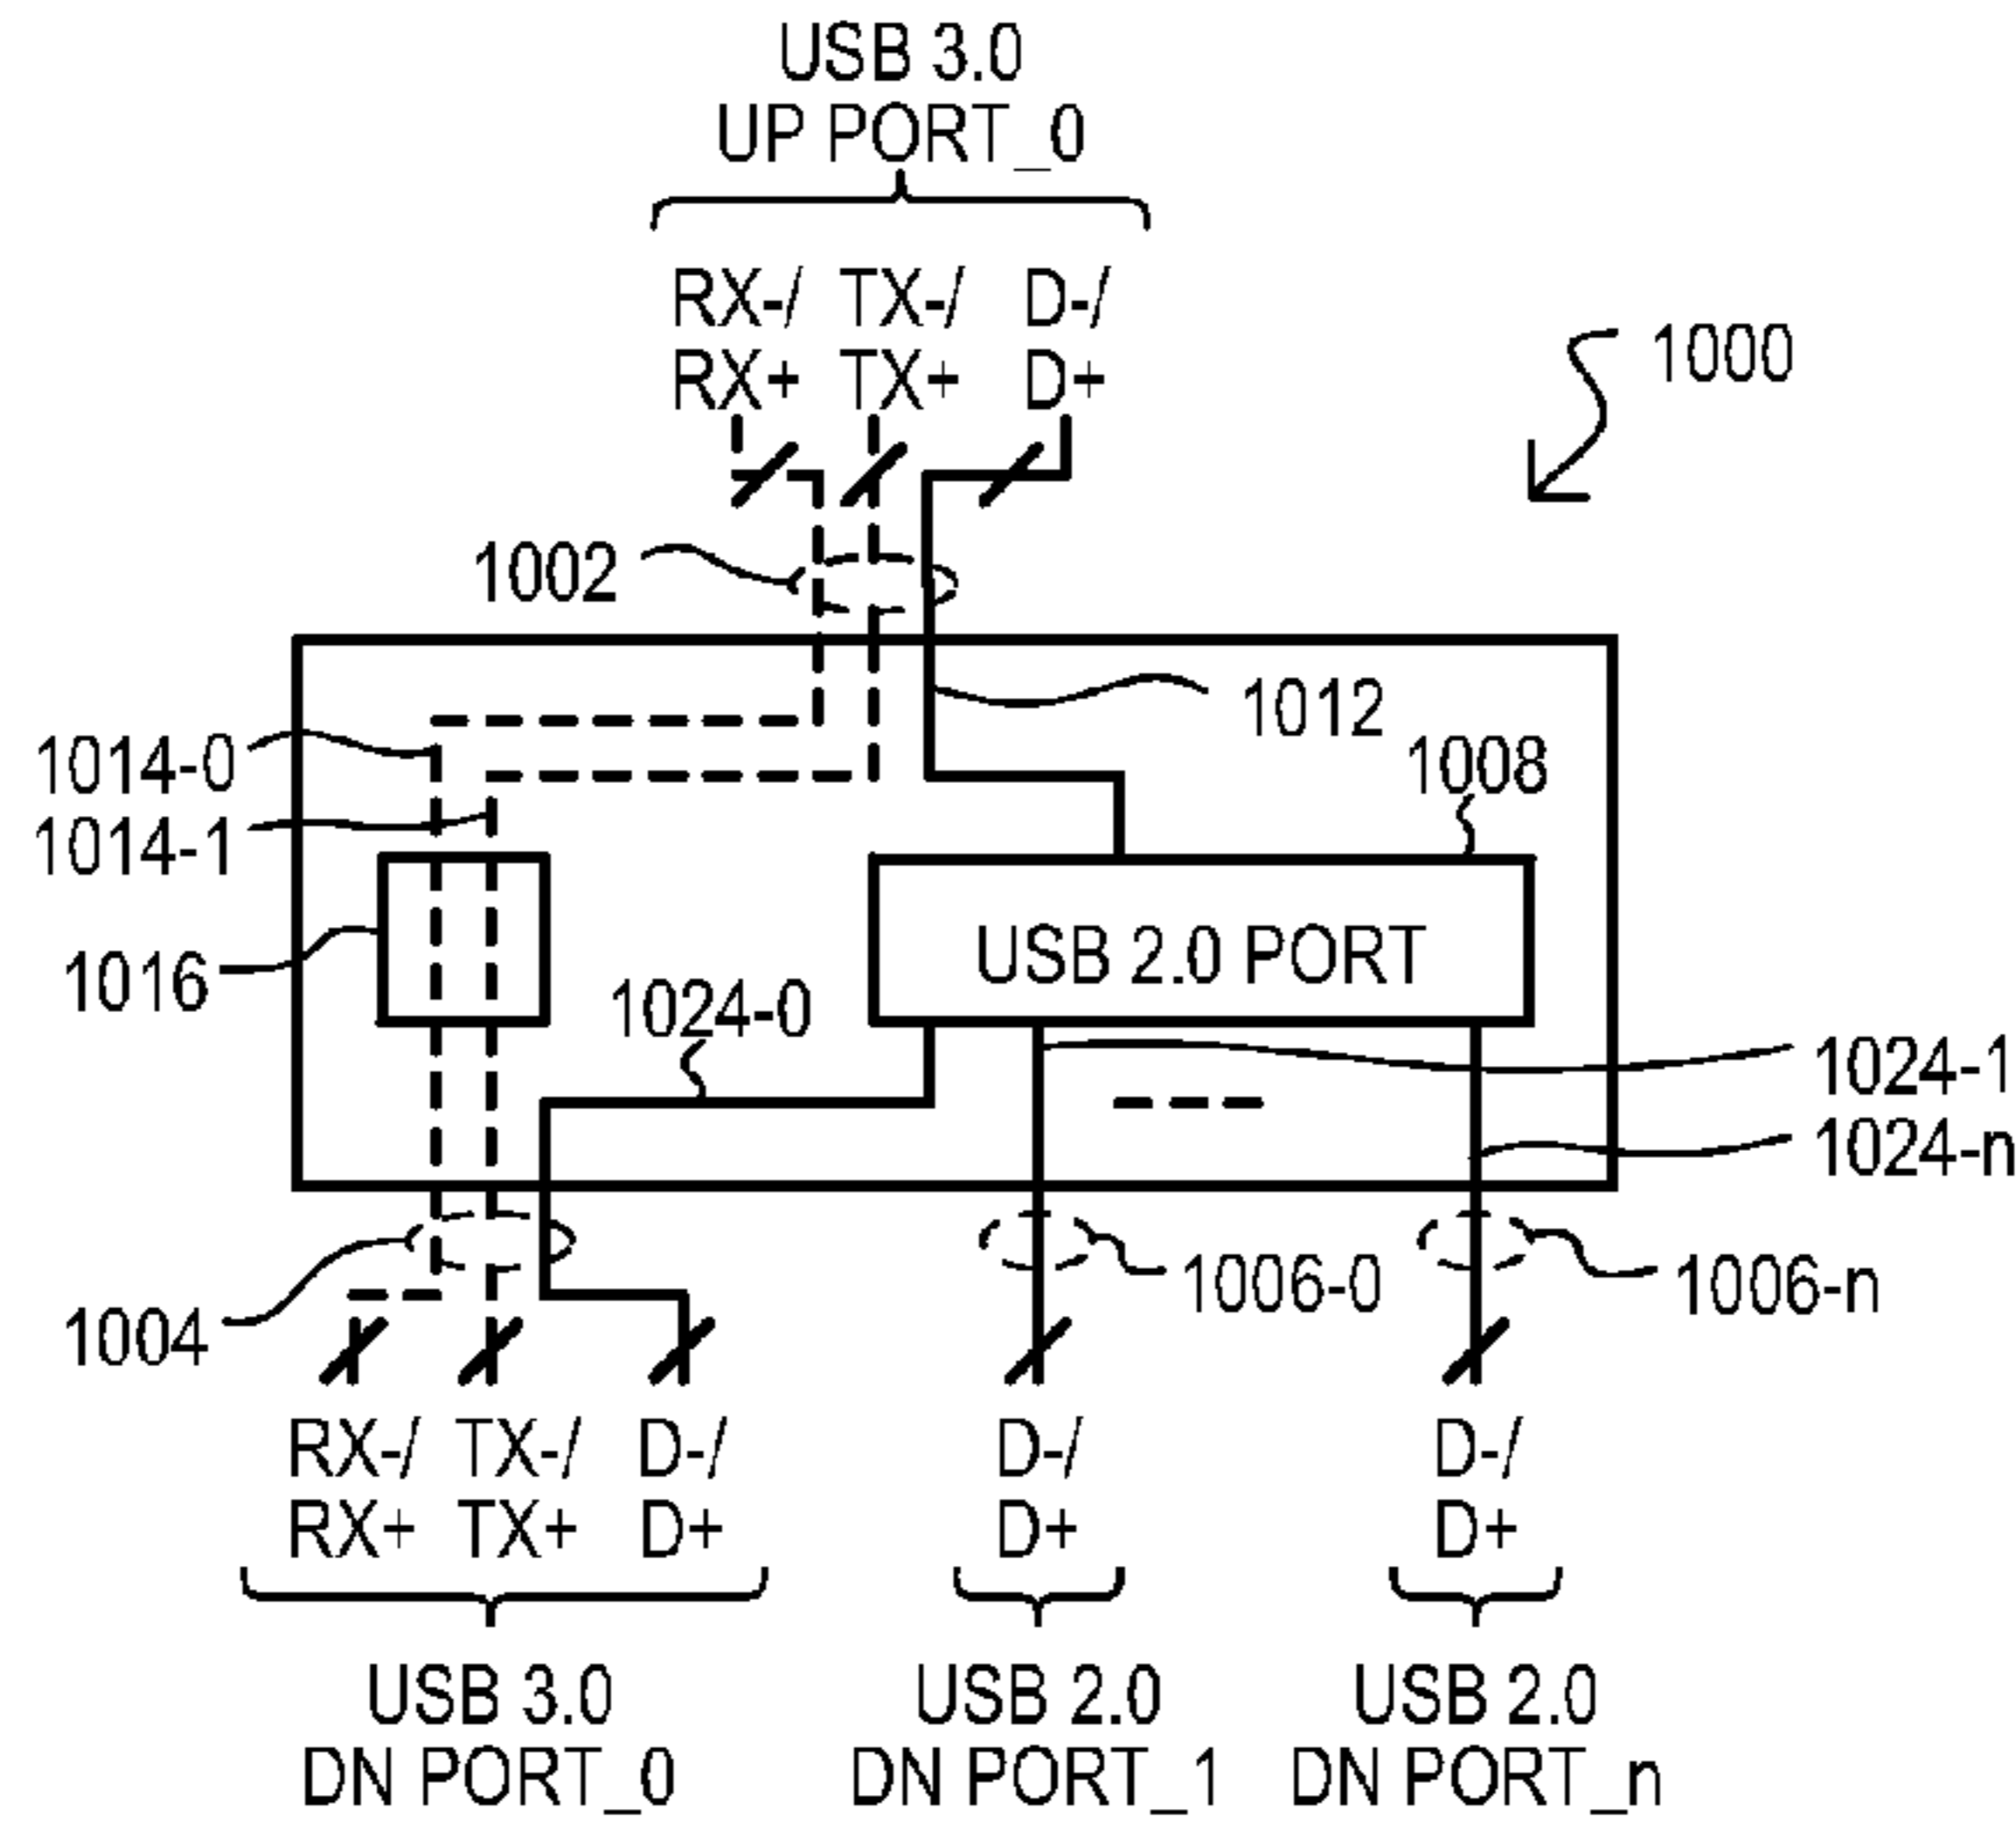 USB 3.0
UP PORT_0
RX-/ TX-/ D-/
RX+ TX+ D+
1000
1002
1012
1014-0
1008
1014-1
USB 2.0 PORT
1016
1024-0
1024-1
1024-n
1006-0
1006-n
1004
RX-/ TX-/ D-/ D-/ D-/
RX+ TX+ D+ D+ D+
USB 3.0 USB 2.0 USB 2.0
DN PORT_0 DN PORT_1 DN PORT_n